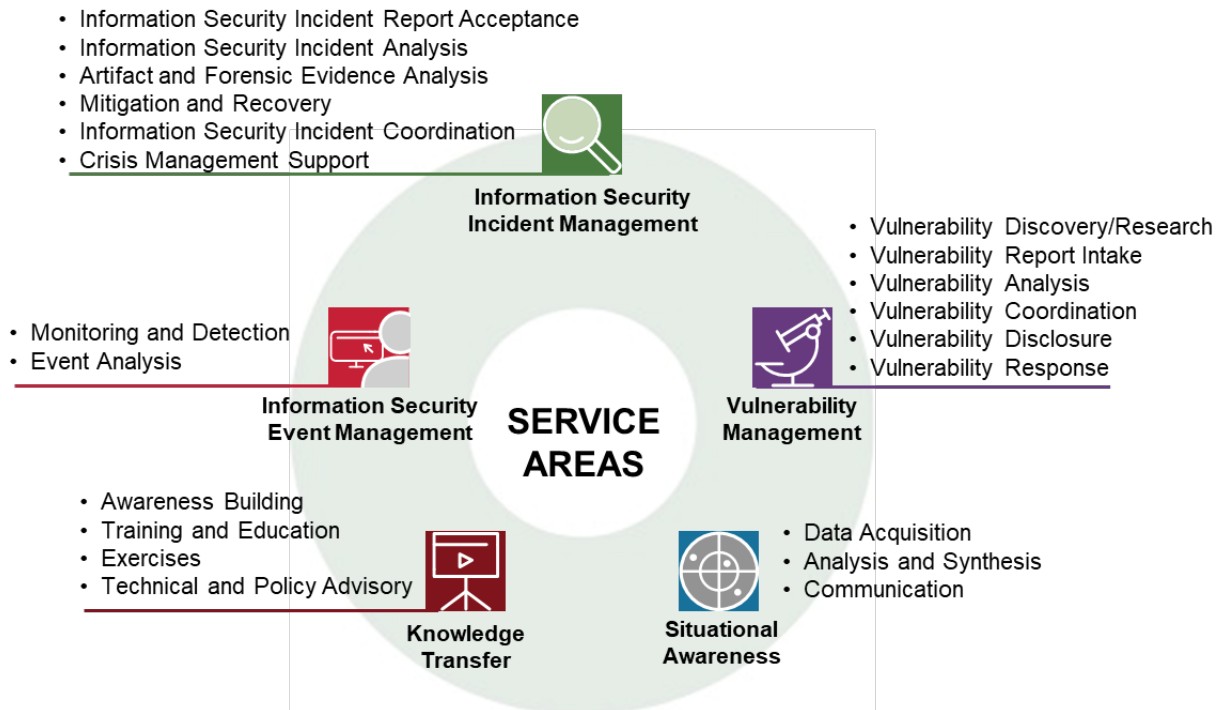 • Information Security Incident Report Acceptance
• Information Security Incident Analysis
• Artifact and Forensic Evidence Analysis
• Mitigation and Recovery
• Information Security Incident Coordination
• Crisis Management Support
Information Security
Incident Management
• Vulnerability Discovery/Research
• Vulnerability Report Intake
• Vulnerability Analysis
• Vulnerability Coordination
• Vulnerability Disclosure
• Vulnerability Response
Vulnerability
Management
• Monitoring and Detection
• Event Analysis
Information Security
Event Management
SERVICE
AREAS
• Awareness Building
• Training and Education
• Exercises
• Technical and Policy Advisory
Knowledge
Transfer
• Data Acquisition
• Analysis and Synthesis
• Communication
Situational
Awareness